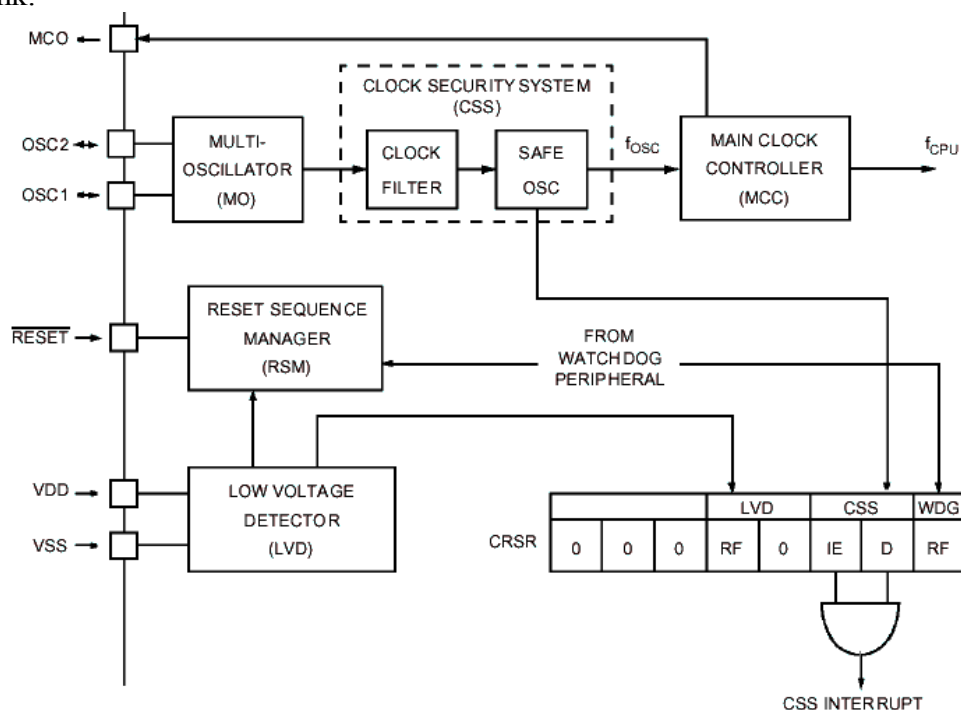 MCO
CLOCK SECURITY SYSTEM
(CSS)
OSC2
OSC1
MULTI-
OSCILLATOR
(MO)
CLOCK
FILTER
SAFE
OSC
fOSC
MAIN CLOCK
CONTROLLER
(MCC)
fCPU
RESET
RESET SEQUENCE
MANAGER
(RSM)
FROM
WATCHDOG
PERIPHERAL
VDD
VSS
LOW VOLTAGE
DETECTOR
(LVD)
LVD CSS WDG
CRSR 0 0 0 RF 0 IE D RF
CSS INTERRUPT